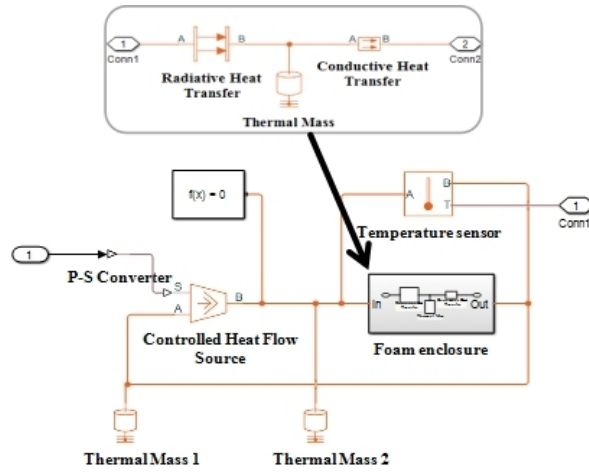 A B A B
1 2
Conn1 Conn2
Radiative Heat
Transfer
Conductive Heat
Transfer
Thermal Mass
f(x) = 0
A B
T
1
Conn1
Temperature sensor
1
P-S Converter
S
A
B
In Out
Controlled Heat Flow
Source
Foam enclosure
Thermal Mass 1 Thermal Mass 2